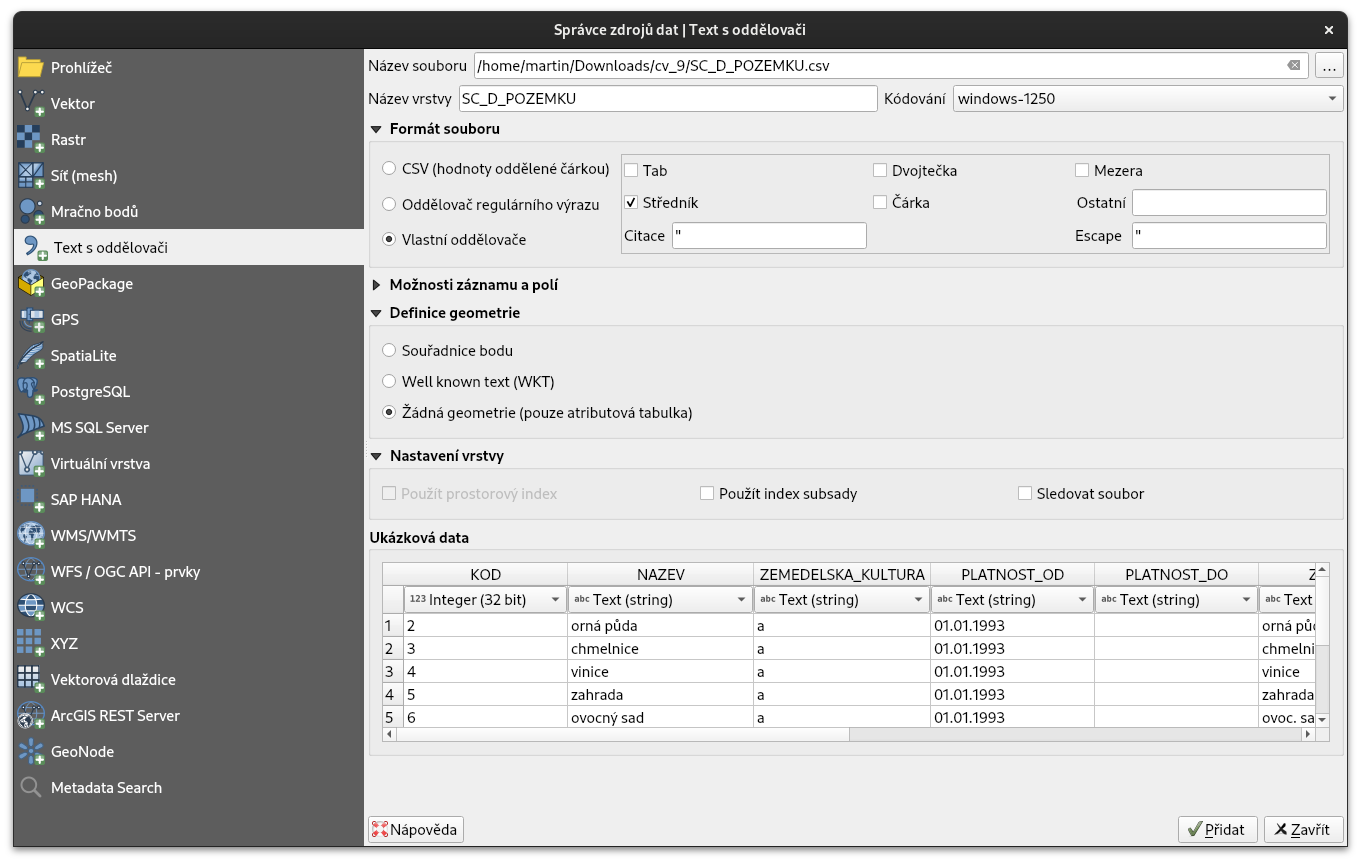 Správce zdrojů dat | Text s oddělovači
Prohlížeč
Vektor
Rastr
Síť (mesh)
Mračno bodů
Text s oddělovači
GeoPackage
GPS
SpatiaLite
PostgreSQL
MS SQL Server
Virtuální vrstva
SAP HANA
WMS/WMTS
WFS / OGC API - prvky
WCS
XYZ
Vektorová dlaždice
ArcGIS REST Server
GeoNode
Metadata Search
Název souboru /home/martin/Downloads/cv_9/SC_D_POZEMKU.csv ...
Název vrstvy SC_D_POZEMKU Kódování windows-1250
Formát souboru
CSV (hodnoty oddělené čárkou)
Oddělovač regulárního výrazu
Vlastní oddělovače
Tab Dvojtečka Mezera
Středník Čárka Ostatní
Citace " Escape "
Možnosti záznamu a polí
Definice geometrie
Souřadnice bodu
Well known text (WKT)
Žádná geometrie (pouze atributová tabulka)
Nastavení vrstvy
Použít prostorový index Použít index subsady Sledovat soubor
Ukázková data
KOD NAZEV ZEMEDELSKA_KULTURA PLATNOST_OD PLATNOST_DO Z
123 Integer (32 bit) abc Text (string) abc Text (string) abc Text (string) abc Text (string) abc Text
1 2 orná půda a 01.01.1993 orná půd
2 3 chmelnice a 01.01.1993 chmelni
3 4 vinice a 01.01.1993 vinice
4 5 zahrada a 01.01.1993 zahrada
5 6 ovocný sad a 01.01.1993 ovoc. sa
Nápověda Přidat Zavřít